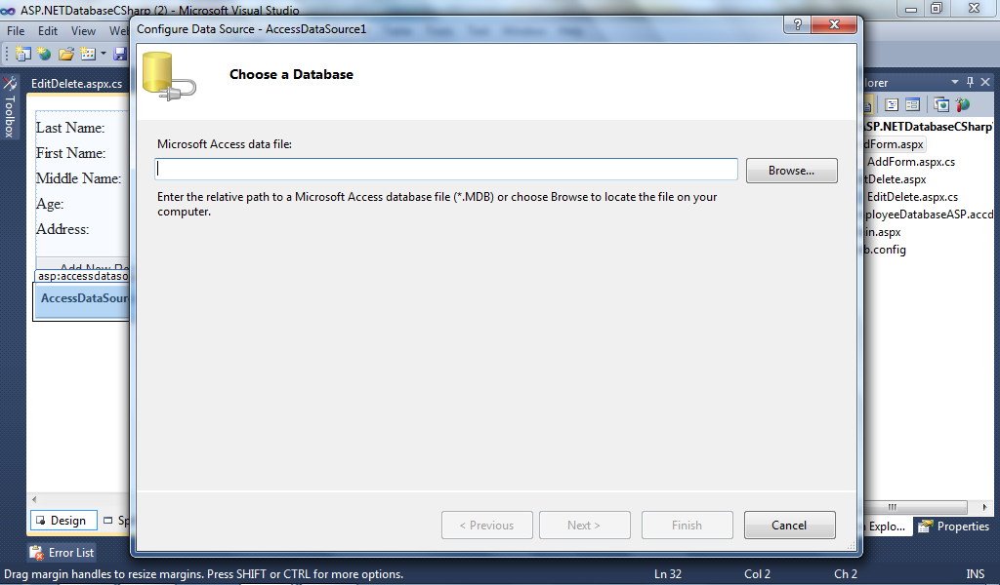 ASP.NETDatabaseCSharp (2) - Microsoft Visual Studio
Configure Data Source - AccessDataSource1
File Edit View
EditDelete.aspx.cs
Toolbox
Choose a Database
Last Name:
First Name:
Middle Name:
Age:
Address:
Add New
asp:accessdataso
AccessDataSour
Microsoft Access data file:
Browse...
Enter the relative path to a Microsoft Access database file (*.MDB) or choose Browse to locate the file on your
computer.
lorer
ASP.NETDatabaseCSharp
dForm.aspx
AddForm.aspx.cs
tDelete.aspx
EditDelete.aspx.cs
ployeeDatabaseASP.accd
in.aspx
b.config
< Previous Next > Finish Cancel
Design Sp
Explo... Properties
Error List
Drag margin handles to resize margins. Press SHIFT or CTRL for more options. Ln 32 Col 2 Ch 2 INS